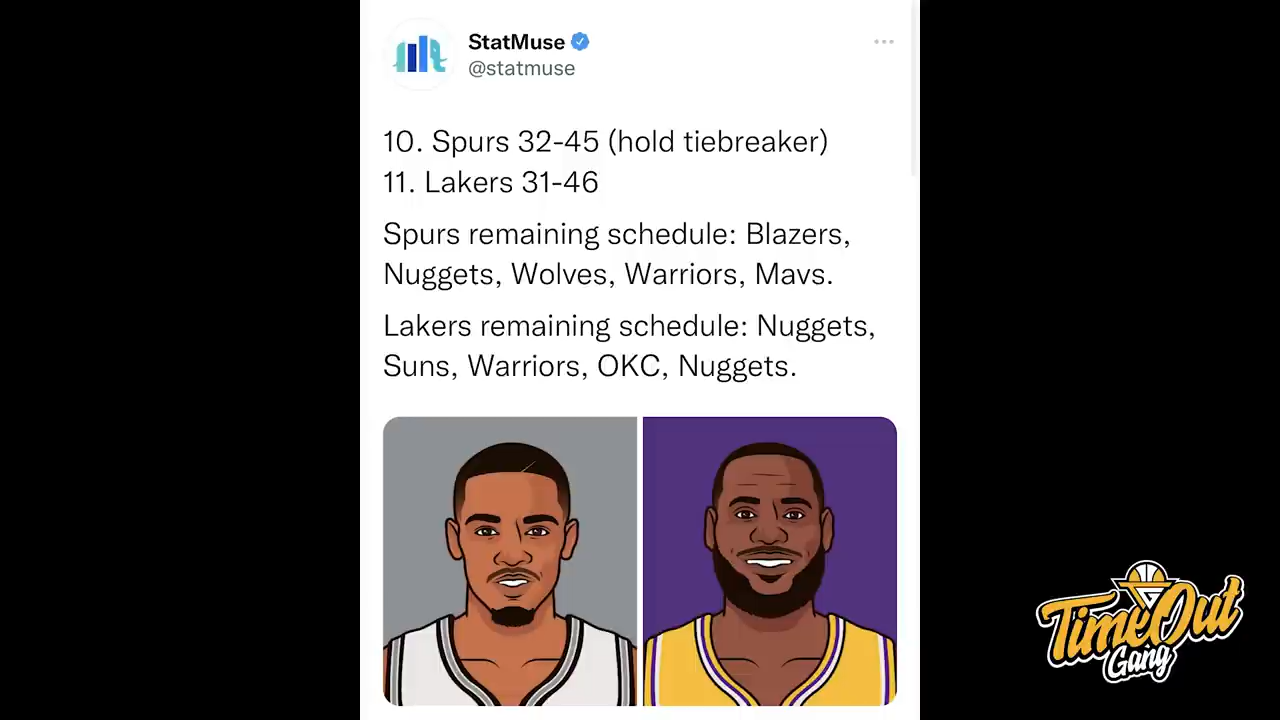 StatMuse
@statmuse
10. Spurs 32-45 (hold tiebreaker)
11. Lakers 31-46
Spurs remaining schedule: Blazers,
Nuggets, Wolves, Warriors, Mavs.
Lakers remaining schedule: Nuggets,
Suns, Warriors, OKC, Nuggets.
TimeOut
Gang